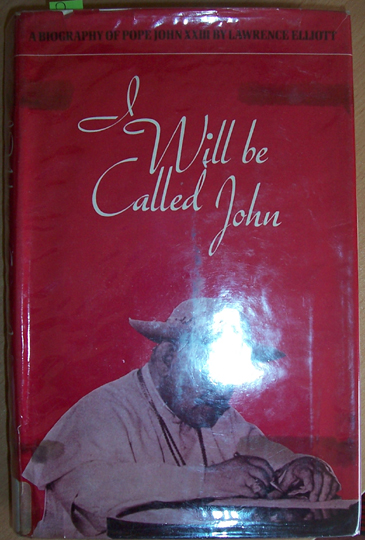 A BIOGRAPHY OF POPE JOHN XXIII BY LAWRENCE ELLIOTT
I
Will be
Called John